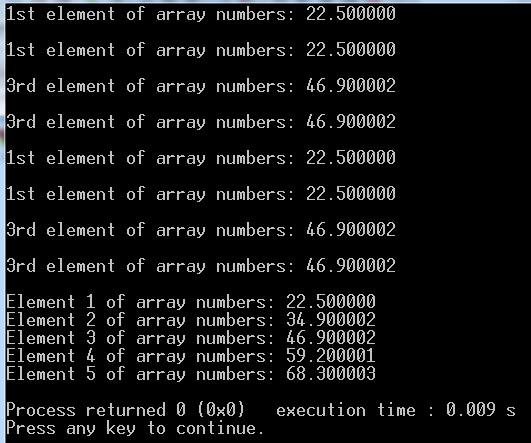 1st element of array numbers: 22.500000
1st element of array numbers: 22.500000
3rd element of array numbers: 46.900002
3rd element of array numbers: 46.900002
1st element of array numbers: 22.500000
1st element of array numbers: 22.500000
3rd element of array numbers: 46.900002
3rd element of array numbers: 46.900002
Element 1 of array numbers: 22.500000
Element 2 of array numbers: 34.900002
Element 3 of array numbers: 46.900002
Element 4 of array numbers: 59.200001
Element 5 of array numbers: 68.300003
Process returned 0 (0x0)   execution time : 0.009 s
Press any key to continue.